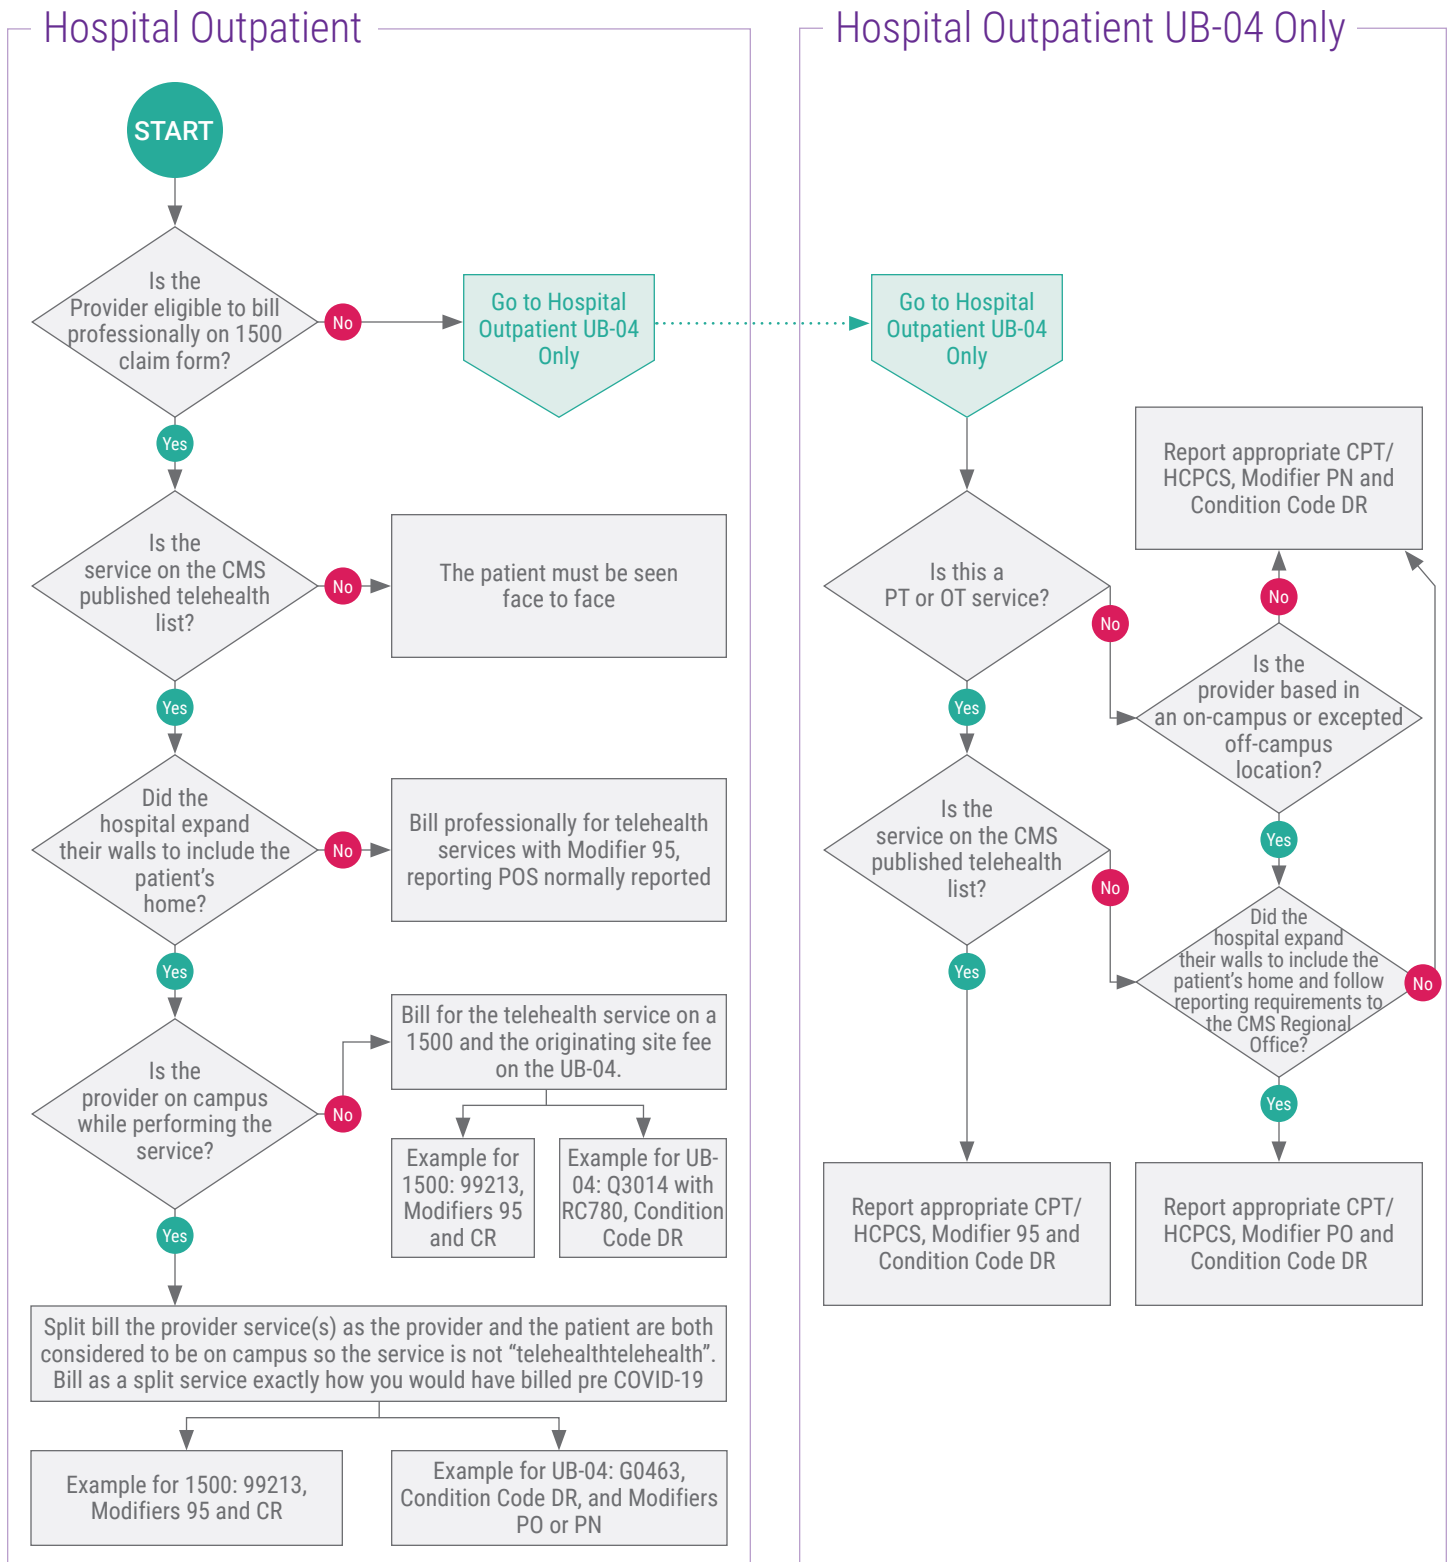 Hospital Outpatient
START
Is the
Provider eligible to bill
professionally on 1500
claim form?
No
Go to Hospital
Outpatient UB-04
Only
Yes
Is the
service on the CMS
published telehealth
list?
No
The patient must be seen
face to face
Yes
Did the
hospital expand
their walls to include the
patient’s
home?
No
Bill professionally for telehealth
services with Modifier 95,
reporting POS normally reported
Yes
Is the
provider on campus
while performing the
service?
No
Bill for the telehealth service on a
1500 and the originating site fee
on the UB-04.
Example for
1500: 99213,
Modifiers 95
and CR
Example for UB-
04: Q3014 with
RC780, Condition
Code DR
Yes
Split bill the provider service(s) as the provider and the patient are both
considered to be on campus so the service is not “telehealthtelehealth”.
Bill as a split service exactly how you would have billed pre COVID-19
Example for 1500: 99213,
Modifiers 95 and CR
Example for UB-04: G0463,
Condition Code DR, and Modifiers
PO or PN
Hospital Outpatient UB-04 Only
Go to Hospital
Outpatient UB-04
Only
Is this a
PT or OT service?
No
Yes
Is the
service on the CMS
published telehealth
list?
No
Yes
Report appropriate CPT/
HCPCS, Modifier 95 and
Condition Code DR
Report appropriate CPT/
HCPCS, Modifier PN and
Condition Code DR
No
Is the
provider based in
an on-campus or excepted
off-campus
location?
Yes
Did the
hospital expand
their walls to include the
patient’s home and follow
reporting requirements to
the CMS Regional
Office?
No
Yes
Report appropriate CPT/
HCPCS, Modifier PO and
Condition Code DR